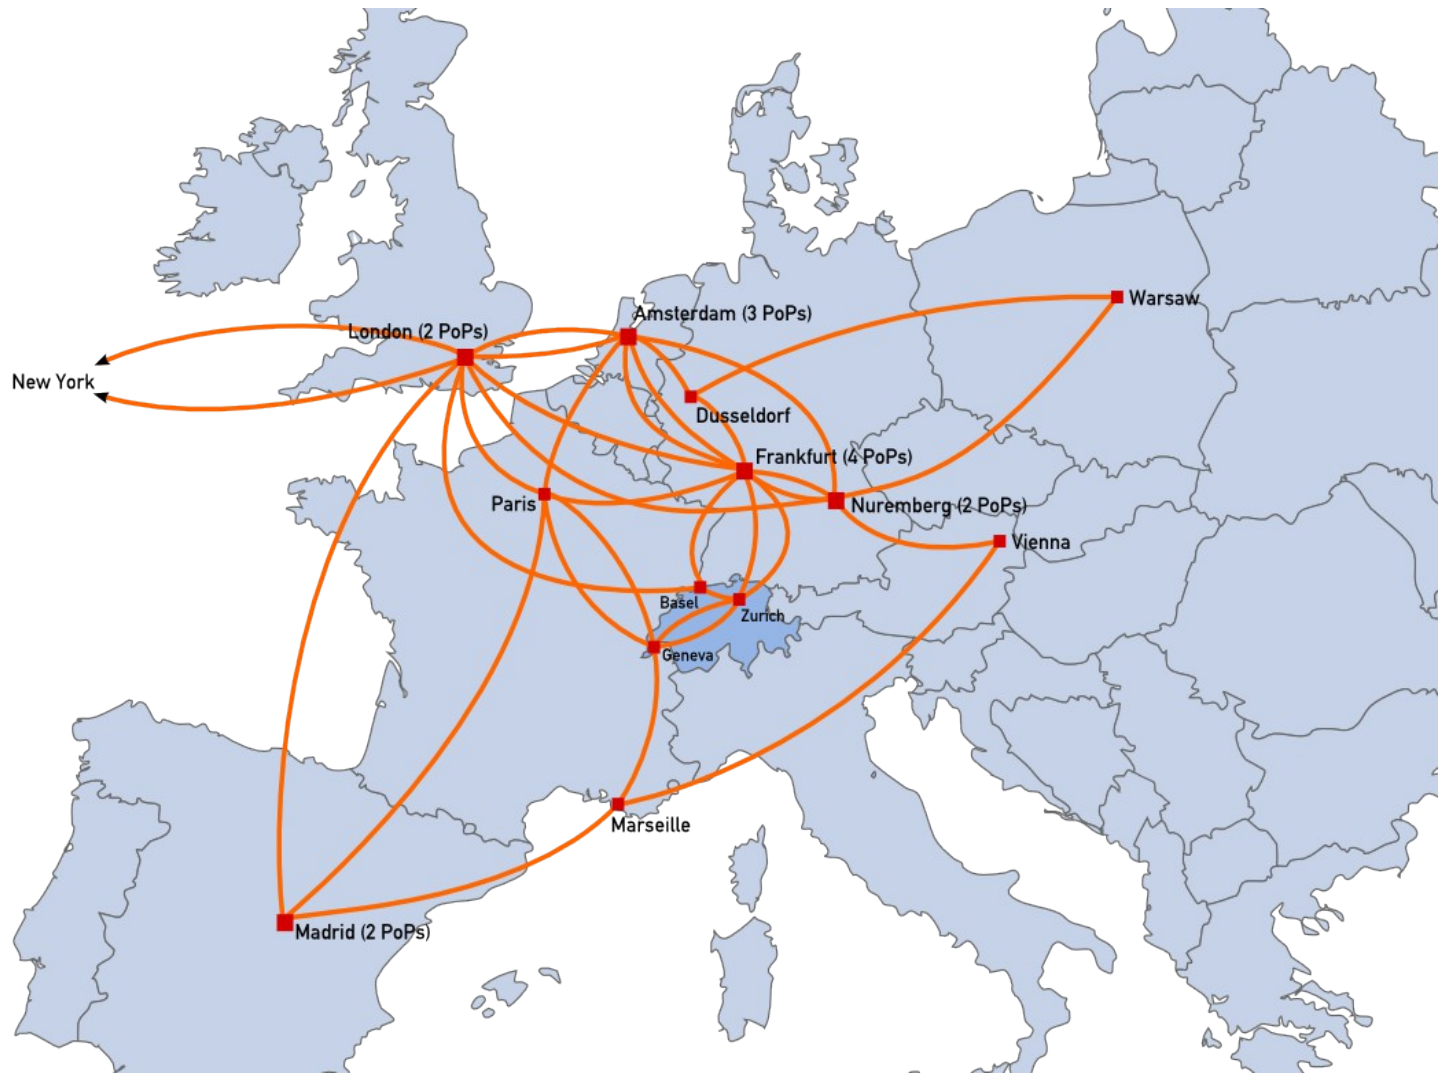 Warsaw
Amsterdam (3 PoPs)
London (2 PoPs)
New York
Dusseldorf
Frankfurt (4 PoPs)
Paris
Nuremberg (2 PoPs)
Vienna
Basel
Zurich
Geneva
Marseille
Madrid (2 PoPs)